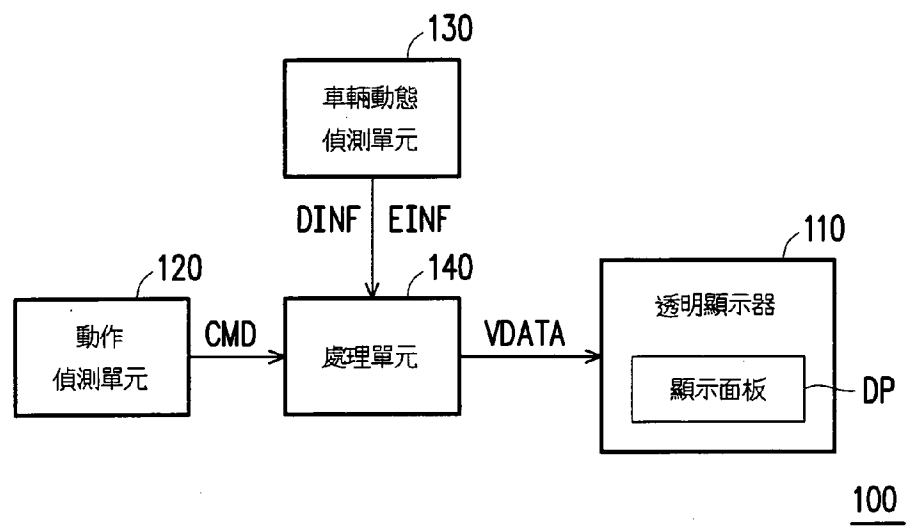 130
車輛動態
偵測單元
DINF EINF
110
120
140
透明顯示器
動作
偵測單元
CMD
處理單元
VDATA
顯示面板
DP
100